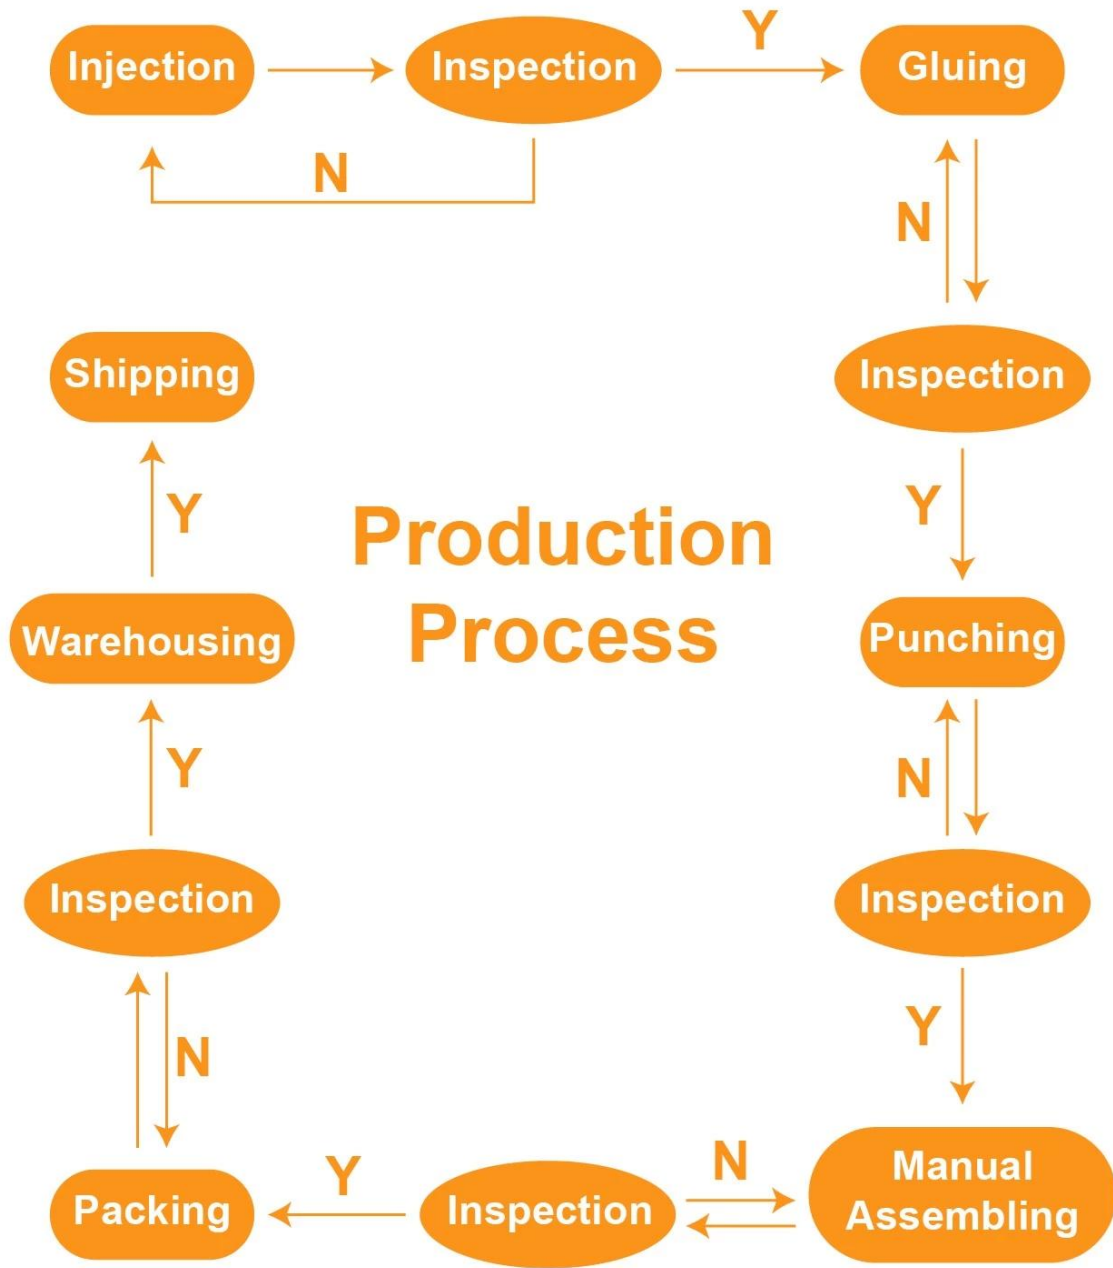 Injection
Inspection
Y
Gluing
N
N
Inspection
Y
Punching
N
Inspection
Y
Manual
Assembling
N
Inspection
Y
Packing
N
Inspection
Y
Warehousing
Y
Shipping
Production
Process